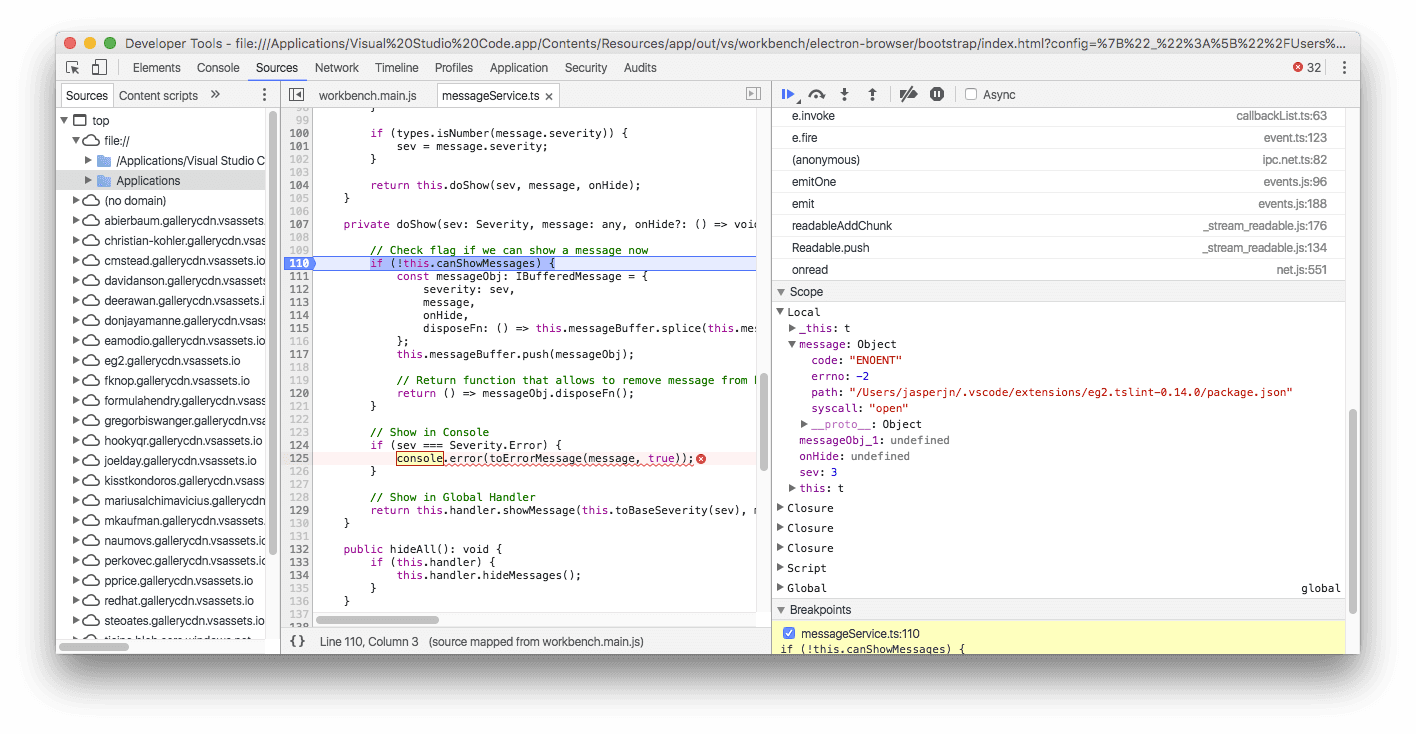 Developer Tools - file:///Applications/Visual%20Studio%20Code.app/Contents/Resources/app/out/vs/workbench/electron-browser/bootstrap/index.html?config=%7B%22_%22%3A%5B%22%2FUsers%...
Elements Console Sources Network Timeline Profiles Application Security Audits 32
Sources Content scripts »
top
file://
/Applications/Visual Studio C
Applications
(no domain)
abierbaum.gallerycdn.vsassets.
christian-kohler.gallerycdn.vsas
cmstead.gallerycdn.vsassets.io
davidanson.gallerycdn.vsassets
deerawan.gallerycdn.vsassets.i
donjayamanne.gallerycdn.vsass
eamodio.gallerycdn.vsassets.io
eg2.gallerycdn.vsassets.io
fknop.gallerycdn.vsassets.io
formulahendry.gallerycdn.vsass
gregorbiswanger.gallerycdn.vsa
hookyqr.gallerycdn.vsassets.io
joelday.gallerycdn.vsassets.io
kisstkondoros.gallerycdn.vsass
mariusalchimavicius.gallerycdn
mkaufman.gallerycdn.vsassets.
naumovs.gallerycdn.vsassets.io
perkovec.gallerycdn.vsassets.io
pprice.gallerycdn.vsassets.io
redhat.gallerycdn.vsassets.io
steoates.gallerycdn.vsassets.io
workbench.main.js messageService.ts ×
98 }
99
100 if (types.isNumber(message.severity)) {
101 sev = message.severity;
102 }
103
104 return this.doShow(sev, message, onHide);
105 }
106
107 private doShow(sev: Severity, message: any, onHide?: () => voi
108
109 // Check flag if we can show a message now
110 if (!this.canShowMessages) {
111 const messageObj: IBufferedMessage = {
112 severity: sev,
113 message,
114 onHide,
115 disposeFn: () => this.messageBuffer.splice(this.mes
116 };
117 this.messageBuffer.push(messageObj);
118
119 // Return function that allows to remove message from
120 return () => messageObj.disposeFn();
121 }
122
123 // Show in Console
124 if (sev === Severity.Error) {
125 console.error(toErrorMessage(message, true));
126 }
127
128 // Show in Global Handler
129 return this.handler.showMessage(this.toBaseSeverity(sev), m
130 }
131
132 public hideAll(): void {
133 if (this.handler) {
134 this.handler.hideMessages();
135 }
136 }
137
138
{} Line 110, Column 3 (source mapped from workbench.main.js)
Async
e.invoke callbackList.ts:63
e.fire event.ts:123
(anonymous) ipc.net.ts:82
emitOne events.js:96
emit events.js:188
readableAddChunk _stream_readable.js:176
Readable.push _stream_readable.js:134
onread net.js:551
Scope
Local
_this: t
message: Object
code: "ENOENT"
errno: -2
path: "/Users/jasperjn/.vscode/extensions/eg2.tslint-0.14.0/package.json"
syscall: "open"
__proto__: Object
messageObj_1: undefined
onHide: undefined
sev: 3
this: t
Closure
Closure
Closure
Script
Global global
Breakpoints
messageService.ts:110
if (!this.canShowMessages) {